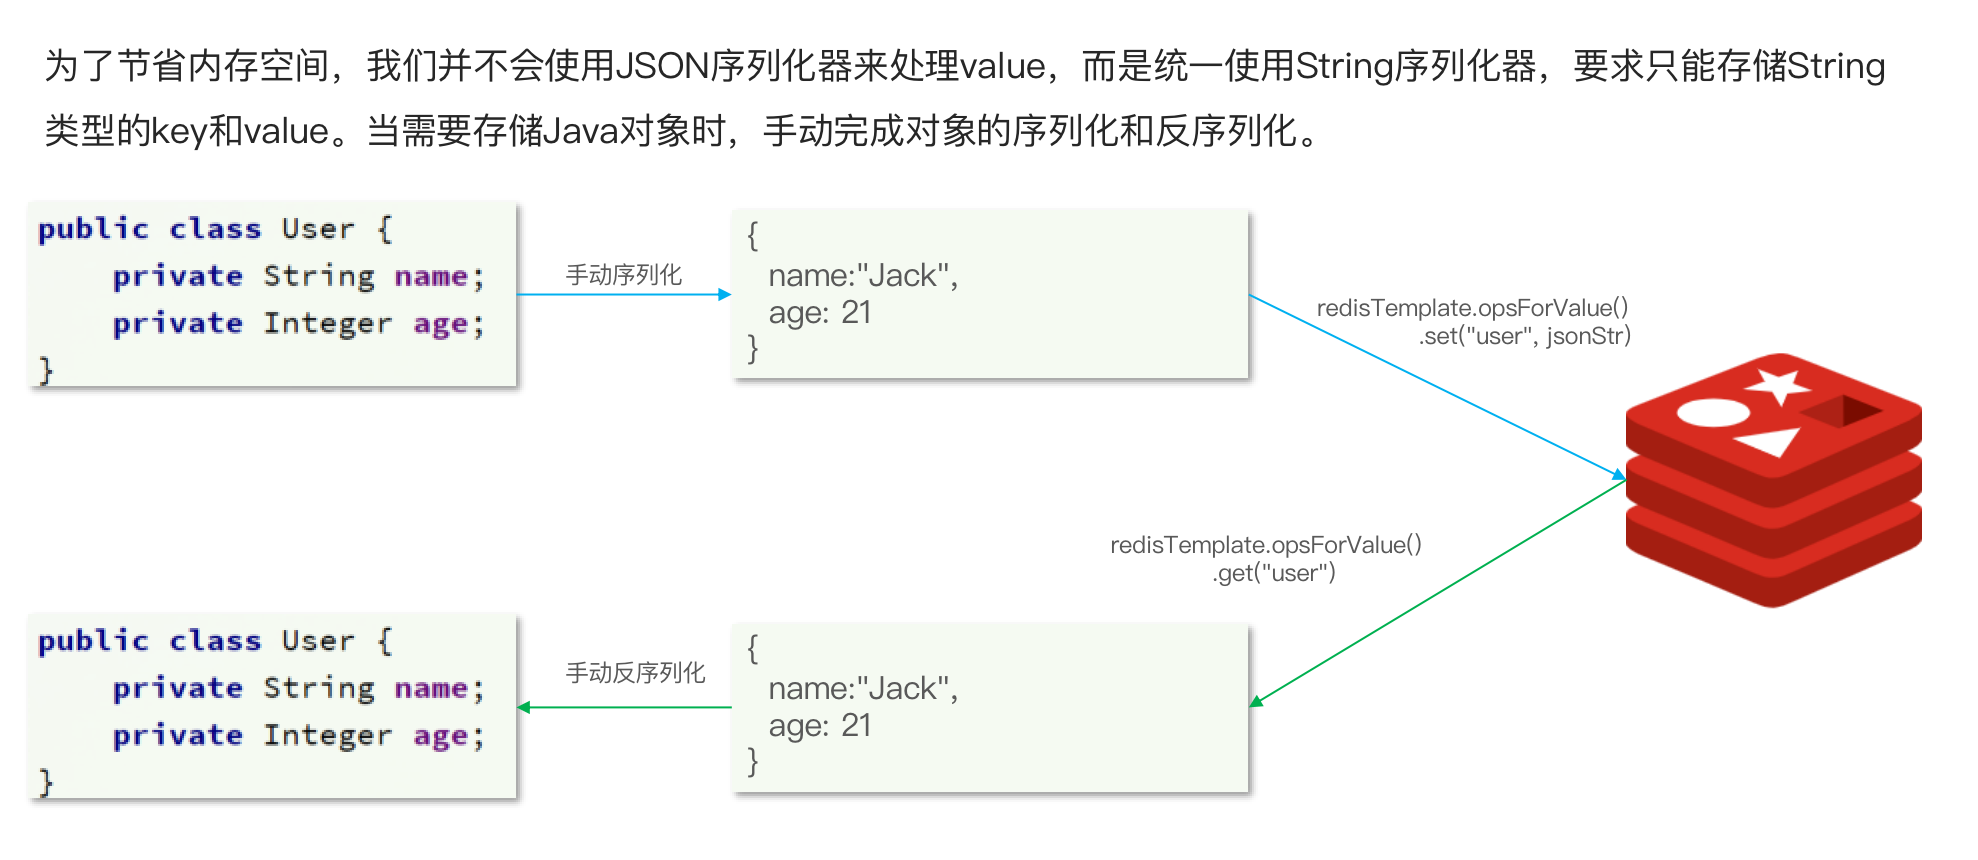 为了节省内存空间，我们并不会使用JSON序列化器来处理value，而是统一使用String序列化器，要求只能存储String
类型的key和value。当需要存储Java对象时，手动完成对象的序列化和反序列化。
public class User {
    private String name;
    private Integer age;
}
手动序列化
{
  name:"Jack",
  age: 21
}
redisTemplate.opsForValue()
.set("user", jsonStr)
redisTemplate.opsForValue()
.get("user")
public class User {
    private String name;
    private Integer age;
}
手动反序列化
{
  name:"Jack",
  age: 21
}